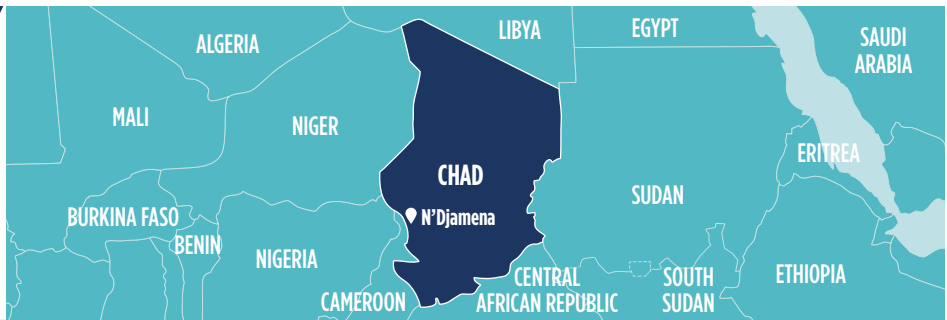 ALGERIA
LIBYA
EGYPT
SAUDI
ARABIA
MALI
NIGER
ERITREA
CHAD
SUDAN
BURKINA FASO
N'Djamena
BENIN
NIGERIA
CENTRAL
AFRICAN REPUBLIC
SOUTH
SUDAN
ETHIOPIA
CAMEROON